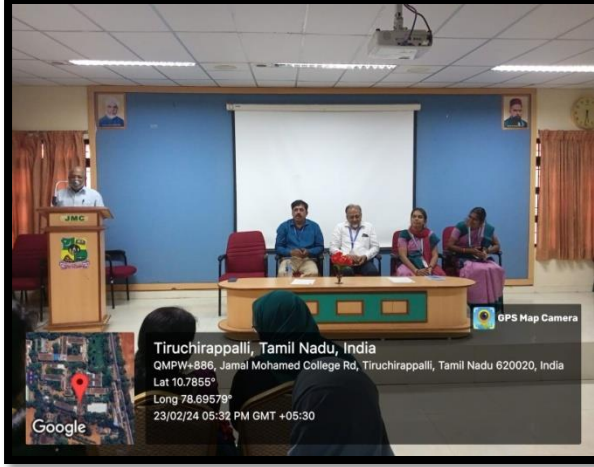 JMC
GPS Map Camera
Tiruchirappalli, Tamil Nadu, India
QMPW+886, Jamal Mohamed College Rd, Tiruchirappalli, Tamil Nadu 620020, India
Lat 10.7855°
Long 78.69579°
23/02/24 05:32 PM GMT +05:30
Google